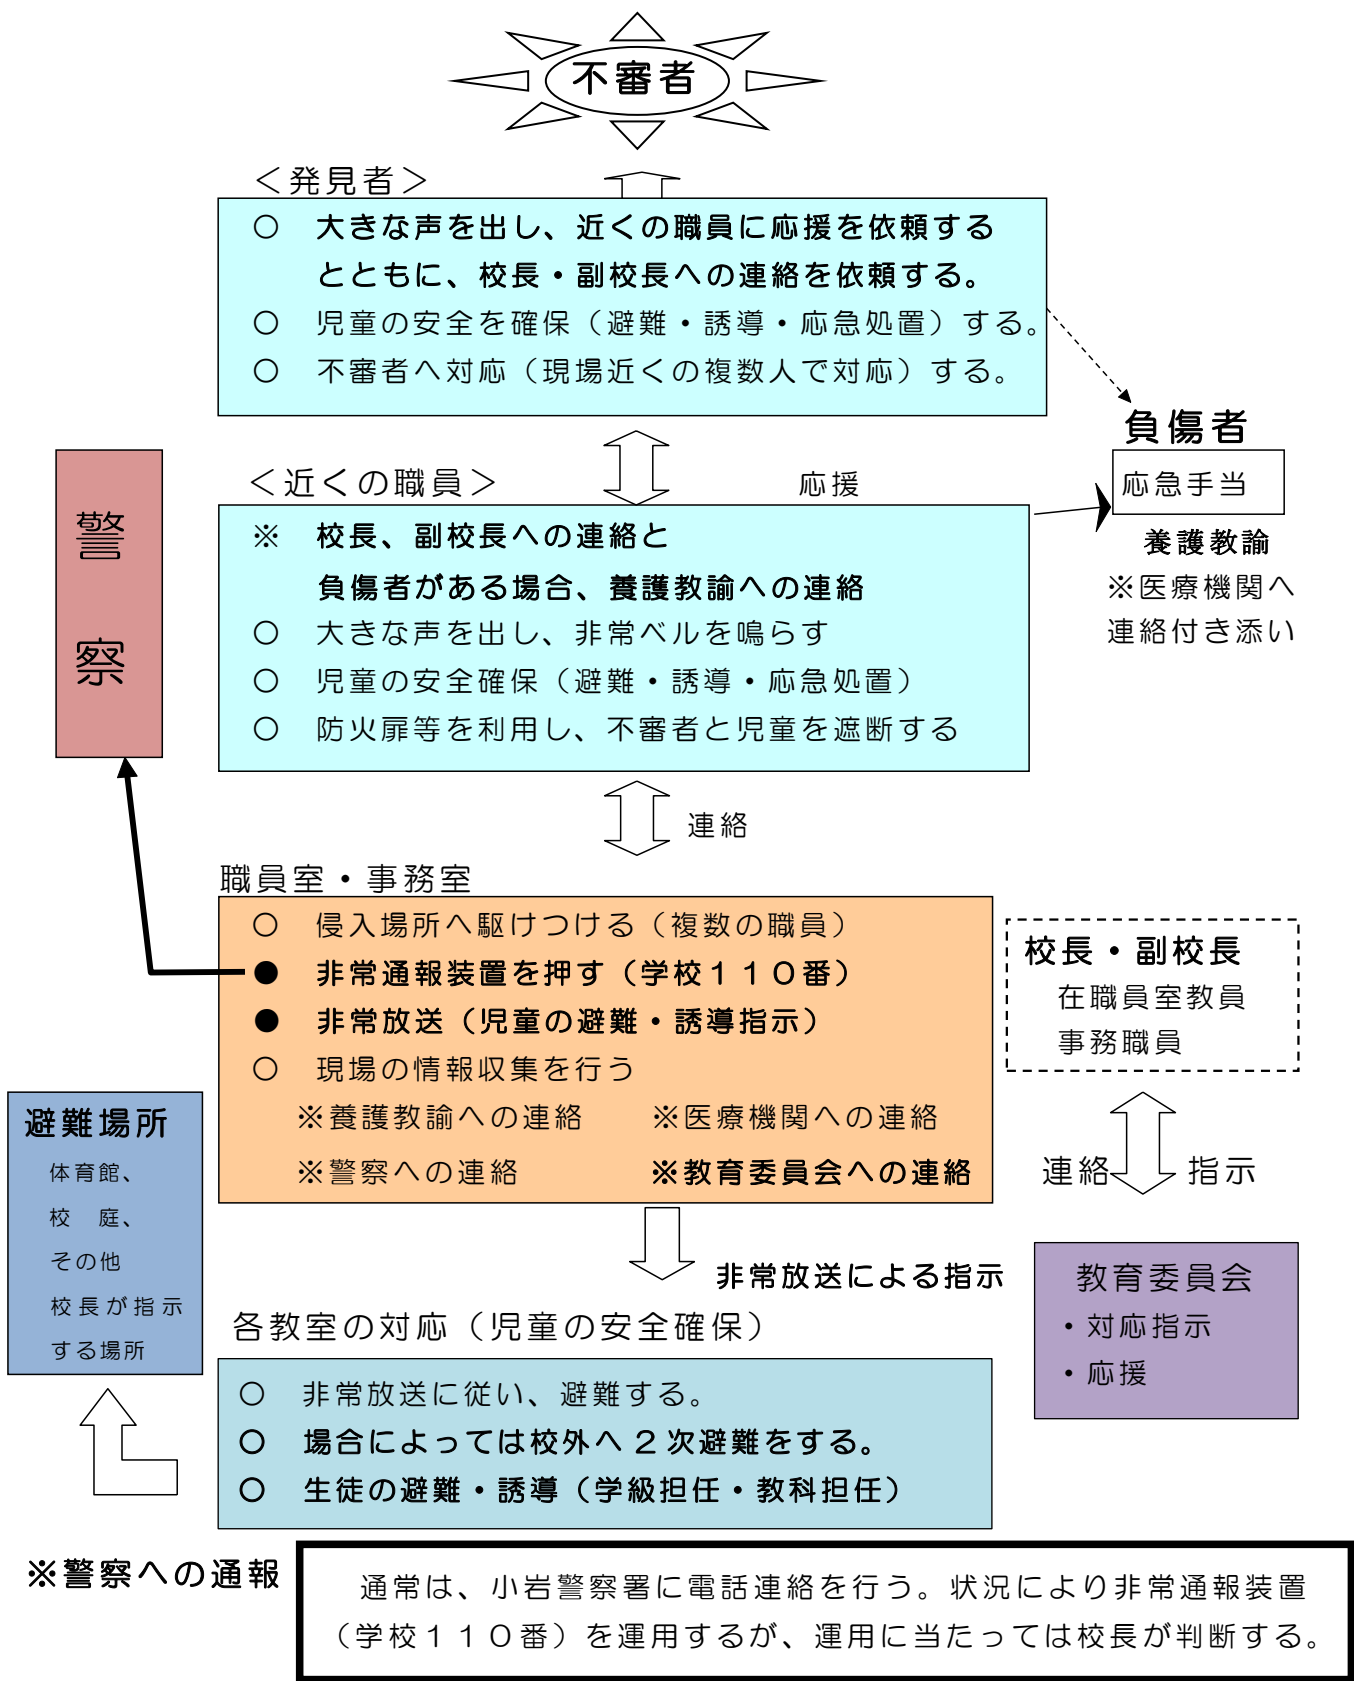 不審者
＜発見者＞
○　大きな声を出し、近くの職員に応援を依頼する
とともに、校長・副校長への連絡を依頼する。
○　児童の安全を確保（避難・誘導・応急処置）する。
○　不審者へ対応（現場近くの複数人で対応）する。
負傷者
応急手当
養護教諭
※医療機関へ
連絡付き添い
警
察
＜近くの職員＞
応援
※　校長、副校長への連絡と
負傷者がある場合、養護教諭への連絡
○　大きな声を出し、非常ベルを鳴らす
○　児童の安全確保（避難・誘導・応急処置）
○　防火扉等を利用し、不審者と児童を遮断する
連絡
職員室・事務室
○　侵入場所へ駆けつける（複数の職員）
●　非常通報装置を押す（学校１１０番）
●　非常放送（児童の避難・誘導指示）
○　現場の情報収集を行う
※養護教諭への連絡　　※医療機関への連絡
※警察への連絡　　※教育委員会への連絡
校長・副校長
在職員室教員
事務職員
連絡　指示
教育委員会
・対応指示
・応援
避難場所
体育館、
校　庭、
その他
校長が指示
する場所
非常放送による指示
各教室の対応（児童の安全確保）
○　非常放送に従い、避難する。
○　場合によっては校外へ２次避難をする。
○　生徒の避難・誘導（学級担任・教科担任）
※警察への通報
通常は、小岩警察署に電話連絡を行う。状況により非常通報装置
（学校１１０番）を運用するが、運用に当たっては校長が判断する。